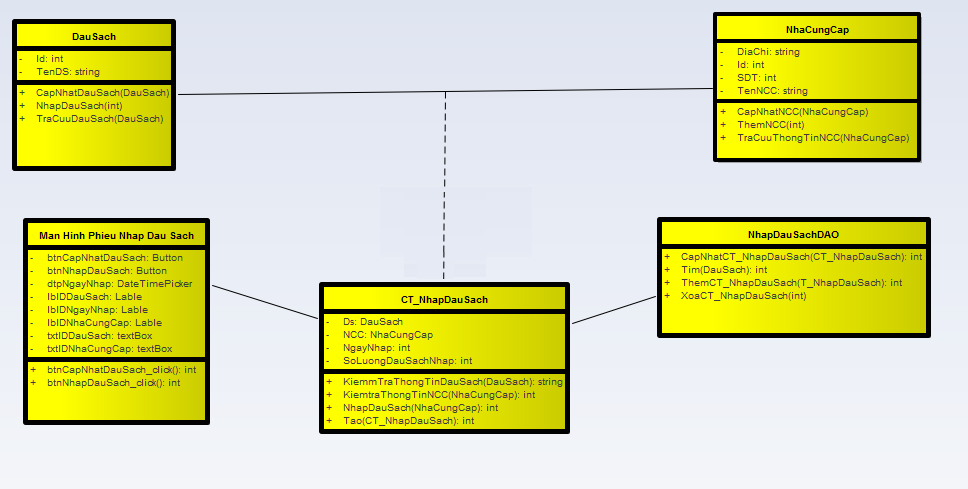 DauSach
- Id: int
- TenDS: string
+ CapNhatDauSach(DauSach)
+ NhapDauSach(int)
+ TraCuuDauSach(DauSach)
NhaCungCap
- DiaChi: string
- Id: int
- SDT: int
- TenNCC: string
+ CapNhatNCC(NhaCungCap)
+ ThemNCC(int)
+ TraCuuThongTinNCC(NhaCungCap)
Man Hinh Phieu Nhap Dau Sach
- btnCapNhatDauSach: Button
- btnNhapDauSach: Button
- dtpNgayNhap: DateTimePicker
- lbIDDauSach: Lable
- lbIDNgayNhap: Lable
- lbIDNhaCungCap: Lable
- txtIDDauSach: textBox
- txtIDNhaCungCap: textBox
+ btnCapNhatDauSach_click(): int
+ btnNhapDauSach_click(): int
CT_NhapDauSach
- Ds: DauSach
- NCC: NhaCungCap
- NgayNhap: int
- SoLuongDauSachNhap: int
+ KiemmTraThongTinDauSach(DauSach): string
+ KiemtraThongTinNCC(NhaCungCap): int
+ NhapDauSach(NhaCungCap): int
+ Tao(CT_NhapDauSach): int
NhapDauSachDAO
+ CapNhatCT_NhapDauSach(CT_NhapDauSach): int
+ Tim(DauSach): int
+ ThemCT_NhapDauSach(T_NhapDauSach): int
+ XoaCT_NhapDauSach(int)